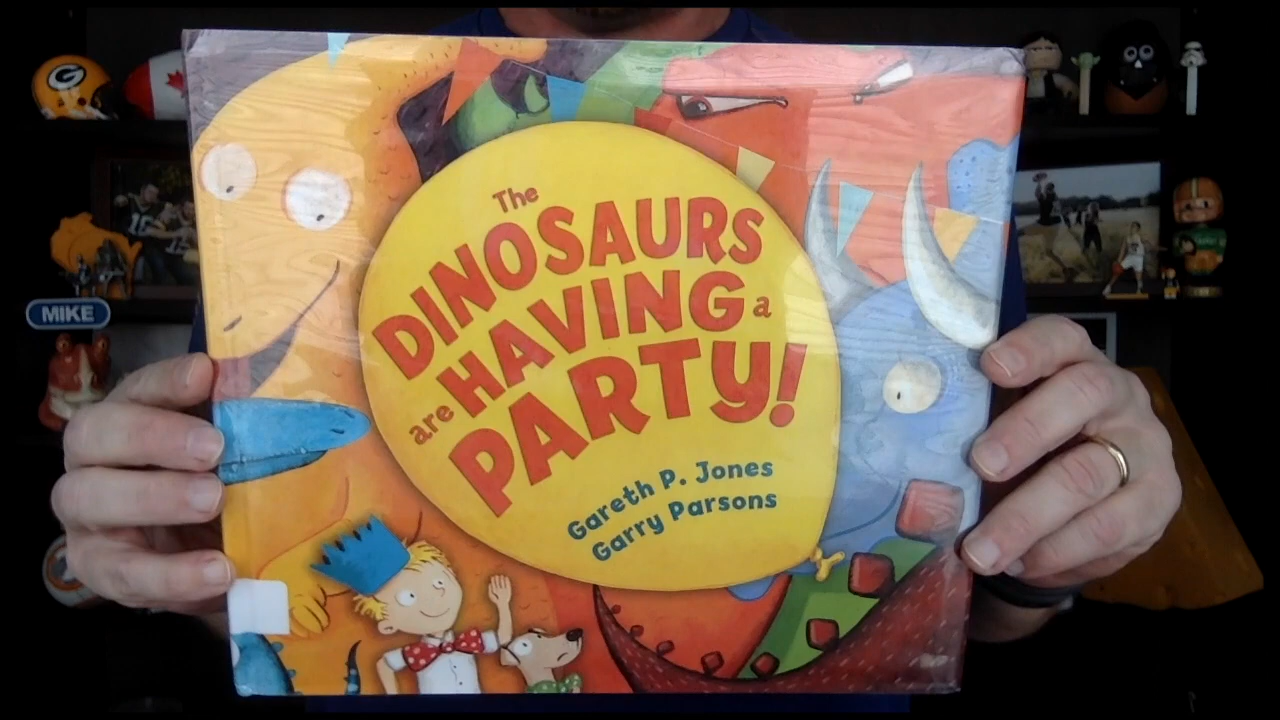 The
DINOSAURS
are HAVING a
PARTY!
Gareth P. Jones
Garry Parsons
MIKE
G